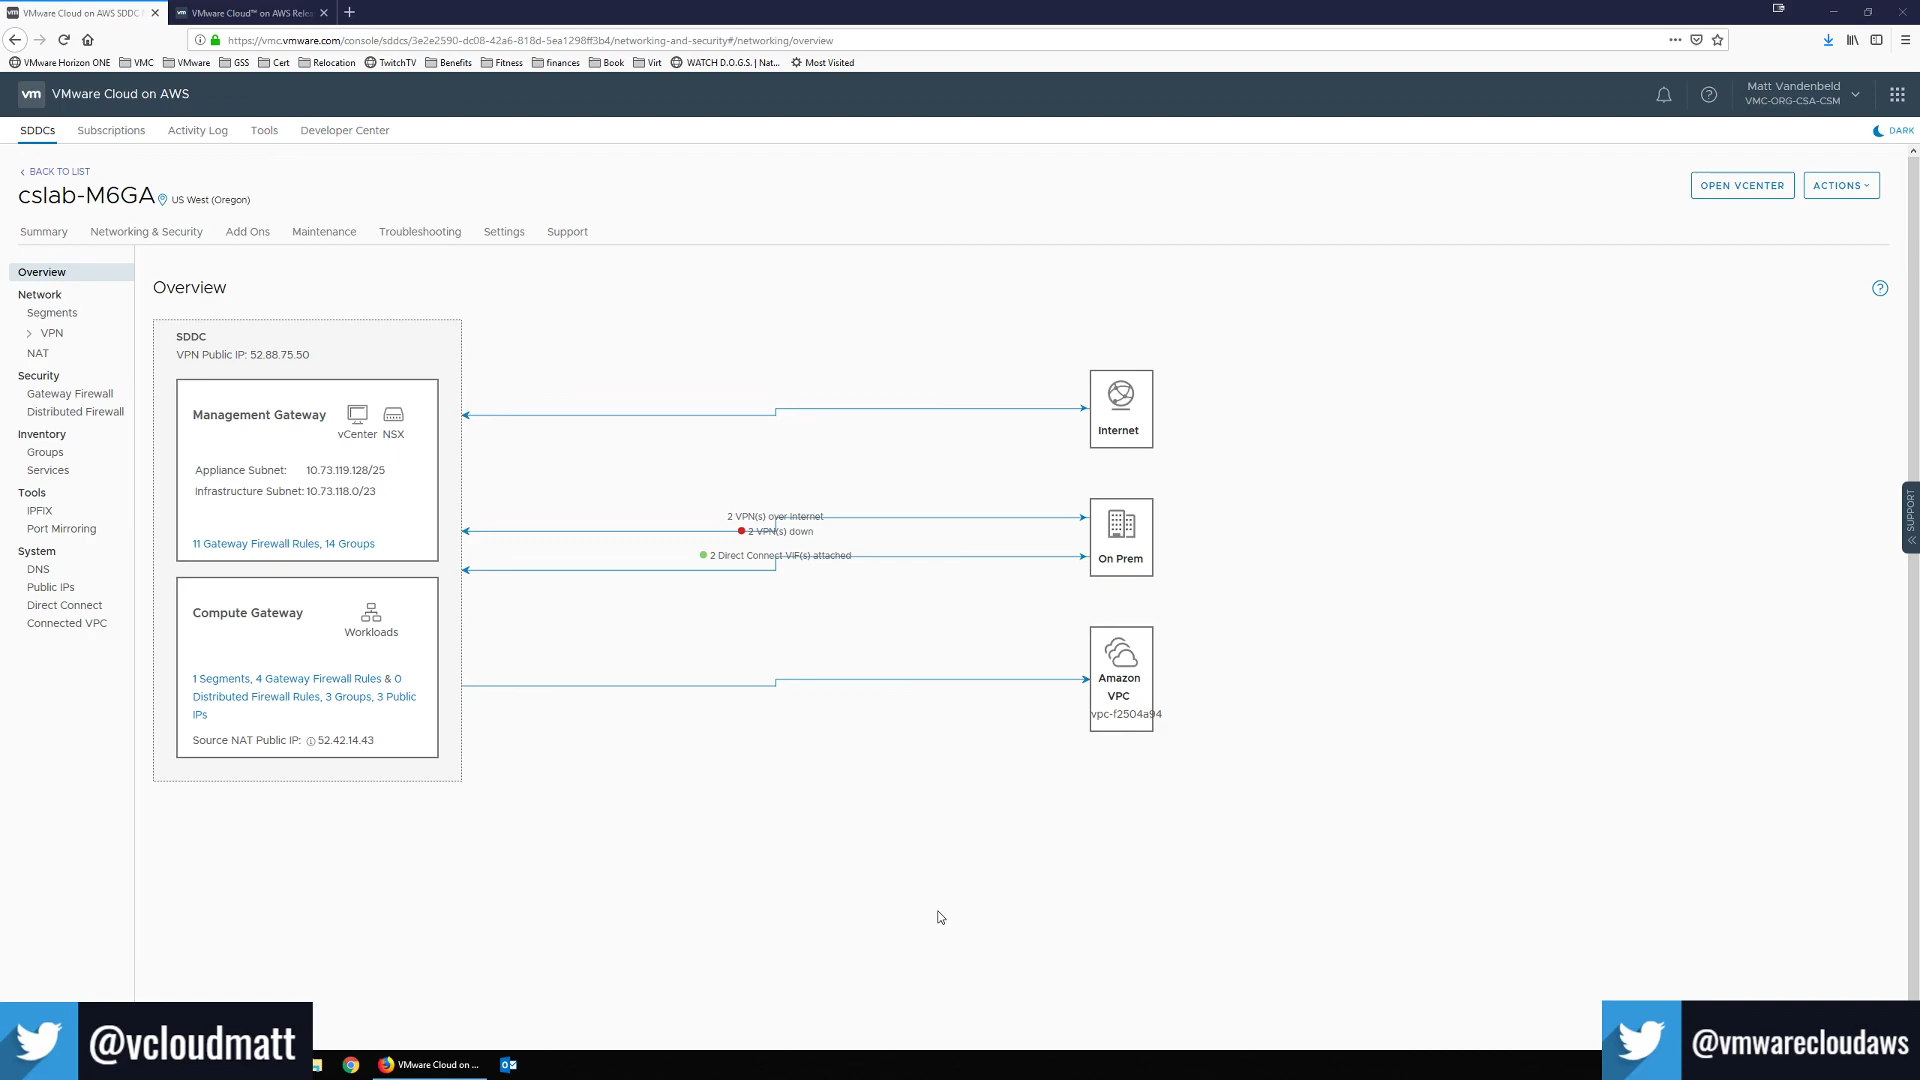 VMware Cloud on AWS SDDC
VMware Cloud™ on AWS Relea
https://vmc.vmware.com/console/sddcs/3e2e2590-dc08-42a6-818d-5ea1298ff3b4/networking-and-security#/networking/overview
VMware Horizon ONE
VMC
VMware
GSS
Cert
Relocation
TwitchTV
Benefits
Fitness
finances
Book
Virt
WATCH D.O.G.S. | Nat...
Most Visited
vm
VMware Cloud on AWS
Matt Vandenbeld
VMC-ORG-CSA-CSM
SDDCs
Subscriptions
Activity Log
Tools
Developer Center
DARK
BACK TO LIST
cslab-M6GA
US West (Oregon)
OPEN VCENTER
ACTIONS
Summary
Networking & Security
Add Ons
Maintenance
Troubleshooting
Settings
Support
Overview
Network
Segments
VPN
NAT
Security
Gateway Firewall
Distributed Firewall
Inventory
Groups
Services
Tools
IPFIX
Port Mirroring
System
DNS
Public IPs
Direct Connect
Connected VPC
Overview
SDDC
VPN Public IP: 52.88.75.50
Management Gateway
vCenter
NSX
Appliance Subnet: 10.73.119.128/25
Infrastructure Subnet: 10.73.118.0/23
11 Gateway Firewall Rules, 14 Groups
Compute Gateway
Workloads
1 Segments, 4 Gateway Firewall Rules & 0
Distributed Firewall Rules, 3 Groups, 3 Public
IPs
Source NAT Public IP: 52.42.14.43
2 VPN(s) over Internet
2 VPN(s) down
2 Direct Connect VIF(s) attached
Internet
On Prem
Amazon
VPC
vpc-f2504a94
SUPPORT
@vcloudmatt
VMware Cloud on ...
@vmwarecloudaws